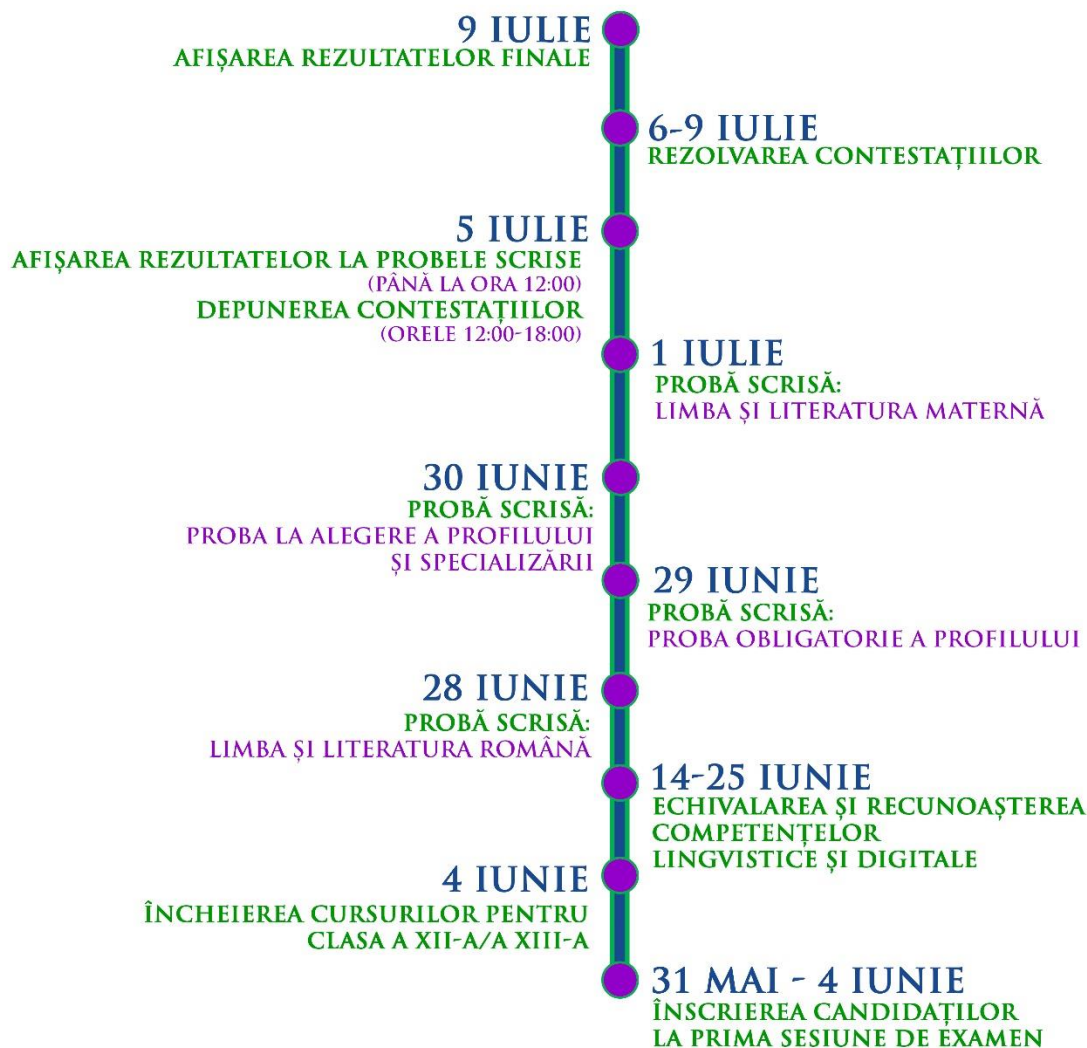 9 IULIE
AFIȘAREA REZULTATELOR FINALE
6-9 IULIE
REZOLVAREA CONTESTAȚIILOR
5 IULIE
AFIȘAREA REZULTATELOR LA PROBELE SCRISE
(PÂNĂ LA ORA 12:00)
DEPUNEREA CONTESTAȚIILOR
(ORELE 12:00-18:00)
1 IULIE
PROBĂ SCRISĂ:
LIMBA ȘI LITERATURA MATERNĂ
30 IUNIE
PROBĂ SCRISĂ:
PROBA LA ALEGERE A PROFILULUI
ȘI SPECIALIZĂRII
29 IUNIE
PROBĂ SCRISĂ:
PROBA OBLIGATORIE A PROFILULUI
28 IUNIE
PROBĂ SCRISĂ:
LIMBA ȘI LITERATURA ROMÂNĂ
14-25 IUNIE
ECHIVALAREA ȘI RECUNOAȘTEREA
COMPETENȚELOR
LINGVISTICE ȘI DIGITALE
4 IUNIE
ÎNCHEIEREA CURSURILOR PENTRU
CLASA A XII-A/A XIII-A
31 MAI - 4 IUNIE
ÎNSCRIEREA CANDIDAȚILOR
LA PRIMA SESIUNE DE EXAMEN